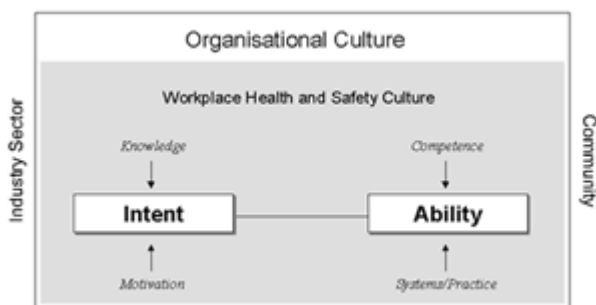 Organisational Culture
Workplace Health and Safety Culture
Industry Sector
Community
Knowledge
Competence
Intent
Ability
Motivation
Systems/Practice